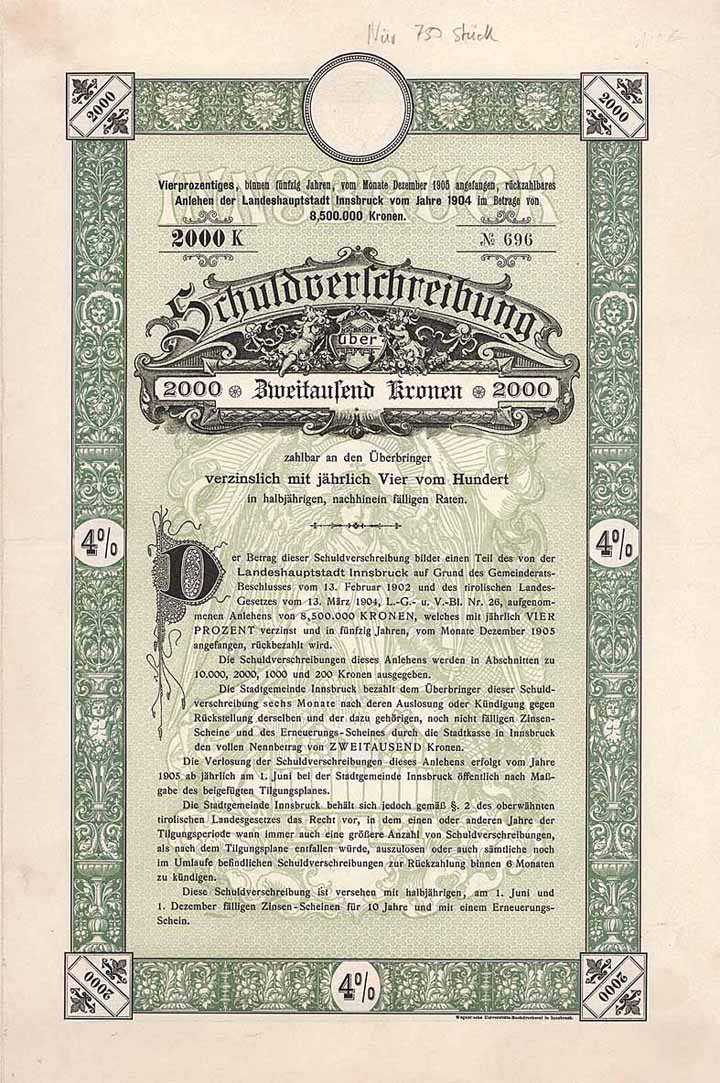 Nur 750 Stück
2000
2000
INNSBRUCK
Vierprozentiges, binnen fünfzig Jahren, vom Monate Dezember 1905 angefangen, rückzahlbares
Anlehen der Landeshauptstadt Innsbruck vom Jahre 1904 im Betrage von
8,500.000 Kronen.
2000 K
№ 696
Schuldverschreibung
über
2000 Zweitausend Kronen 2000
zahlbar an den Überbringer
verzinslich mit jährlich Vier vom Hundert
in halbjährigen, nachhinein fälligen Raten.
4%
4%
Der Betrag dieser Schuldverschreibung bildet einen Teil des von der
Landeshauptstadt Innsbruck auf Grund des Gemeinderats-
Beschlusses vom 13. Februar 1902 und des tirolischen Landes-
Gesetzes vom 13. März 1904, L.-G.- u. V.-Bl. Nr. 26, aufgenom-
menen Anlehens von 8,500.000 KRONEN, welches mit jährlich VIER
PROZENT verzinst und in fünfzig Jahren, vom Monate Dezember 1905
angefangen, rückbezahlt wird.
Die Schuldverschreibungen dieses Anlehens werden in Abschnitten zu
10.000, 2000, 1000 und 200 Kronen ausgegeben.
Die Stadtgemeinde Innsbruck bezahlt dem Überbringer dieser Schuld-
verschreibung sechs Monate nach deren Auslosung oder Kündigung gegen
Rückstellung derselben und der dazu gehörigen, noch nicht fälligen Zinsen-
Scheine und des Erneuerungs-Scheines durch die Stadtkasse in Innsbruck
den vollen Nennbetrag von ZWEITAUSEND Kronen.
Die Verlosung der Schuldverschreibungen dieses Anlehens erfolgt vom Jahre
1905 ab jährlich am 1. Juni bei der Stadtgemeinde Innsbruck öffentlich nach Maß-
gabe des beigefügten Tilgungsplanes.
Die Stadtgemeinde Innsbruck behält sich jedoch gemäß §. 2 des oberwähnten
tirolischen Landesgesetzes das Recht vor, in dem einen oder anderen Jahre der
Tilgungsperiode wann immer auch eine größere Anzahl von Schuldverschreibungen,
als nach dem Tilgungsplane entfallen würde, auszulosen oder auch sämtliche noch
im Umlaufe befindlichen Schuldverschreibungen zur Rückzahlung binnen 6 Monaten
zu kündigen.
Diese Schuldverschreibung ist versehen mit halbjährigen, am 1. Juni und
1. Dezember fälligen Zinsen-Scheinen für 10 Jahre und mit einem Erneuerungs-
Schein.
2000
4%
2000
Wagner'sche Universitäts-Buchdruckerei in Innsbruck.